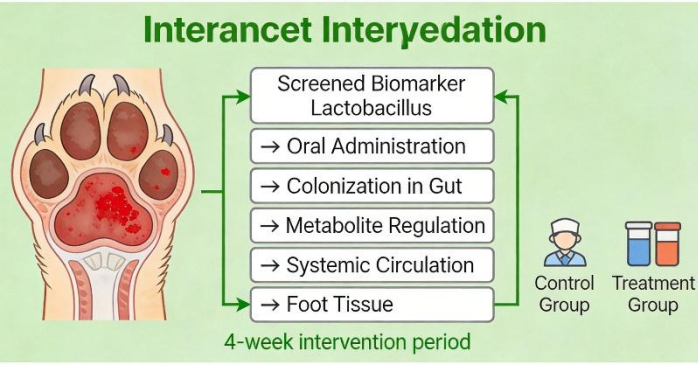 Interancet Interyedation
Screened Biomarker
Lactobacillus
→ Oral Administration
→ Colonization in Gut
→ Metabolite Regulation
→ Systemic Circulation
→ Foot Tissue
4-week intervention period
Control
Group
Treatment
Group